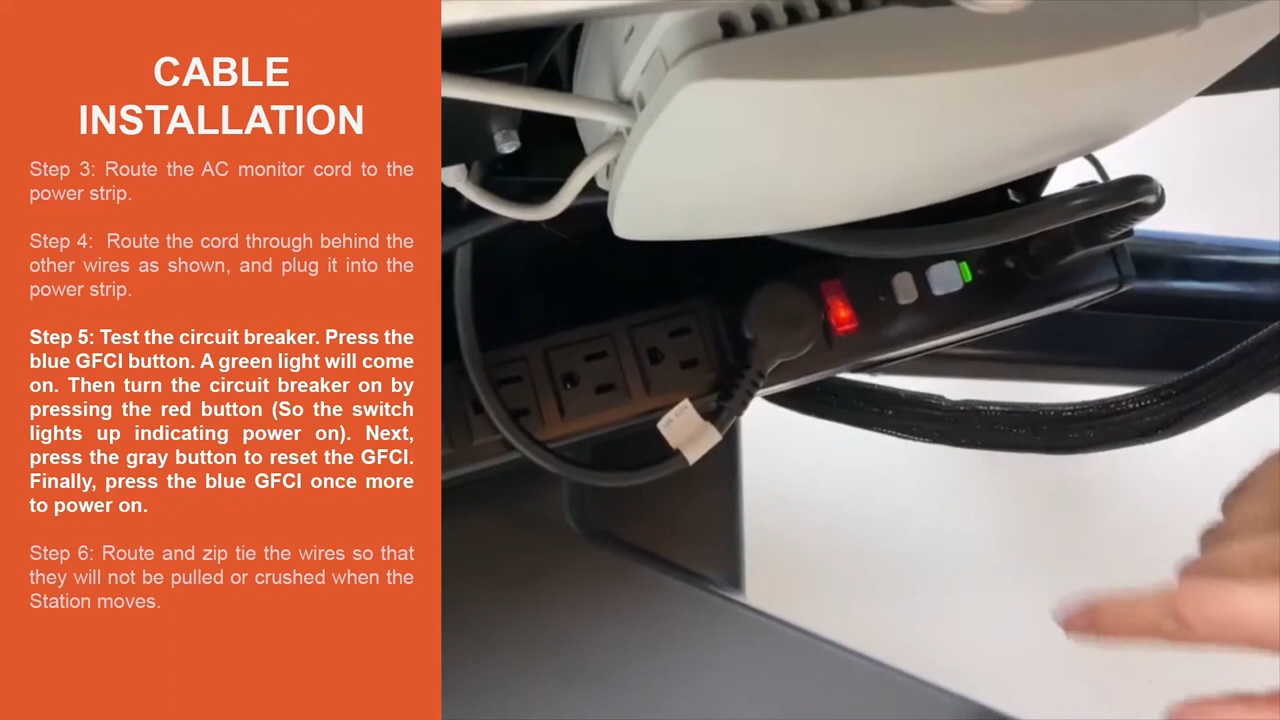 CABLE
INSTALLATION
Step 3: Route the AC monitor cord to the
power strip.
Step 4: Route the cord through behind the
other wires as shown, and plug it into the
power strip.
Step 5: Test the circuit breaker. Press the
blue GFCI button. A green light will come
on. Then turn the circuit breaker on by
pressing the red button (So the switch
lights up indicating power on). Next,
press the gray button to reset the GFCI.
Finally, press the blue GFCI once more
to power on.
Step 6: Route and zip tie the wires so that
they will not be pulled or crushed when the
Station moves.